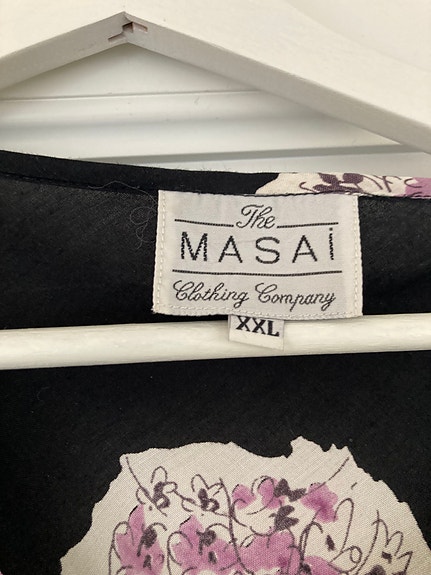 The
MASAi
Clothing Company
XXL